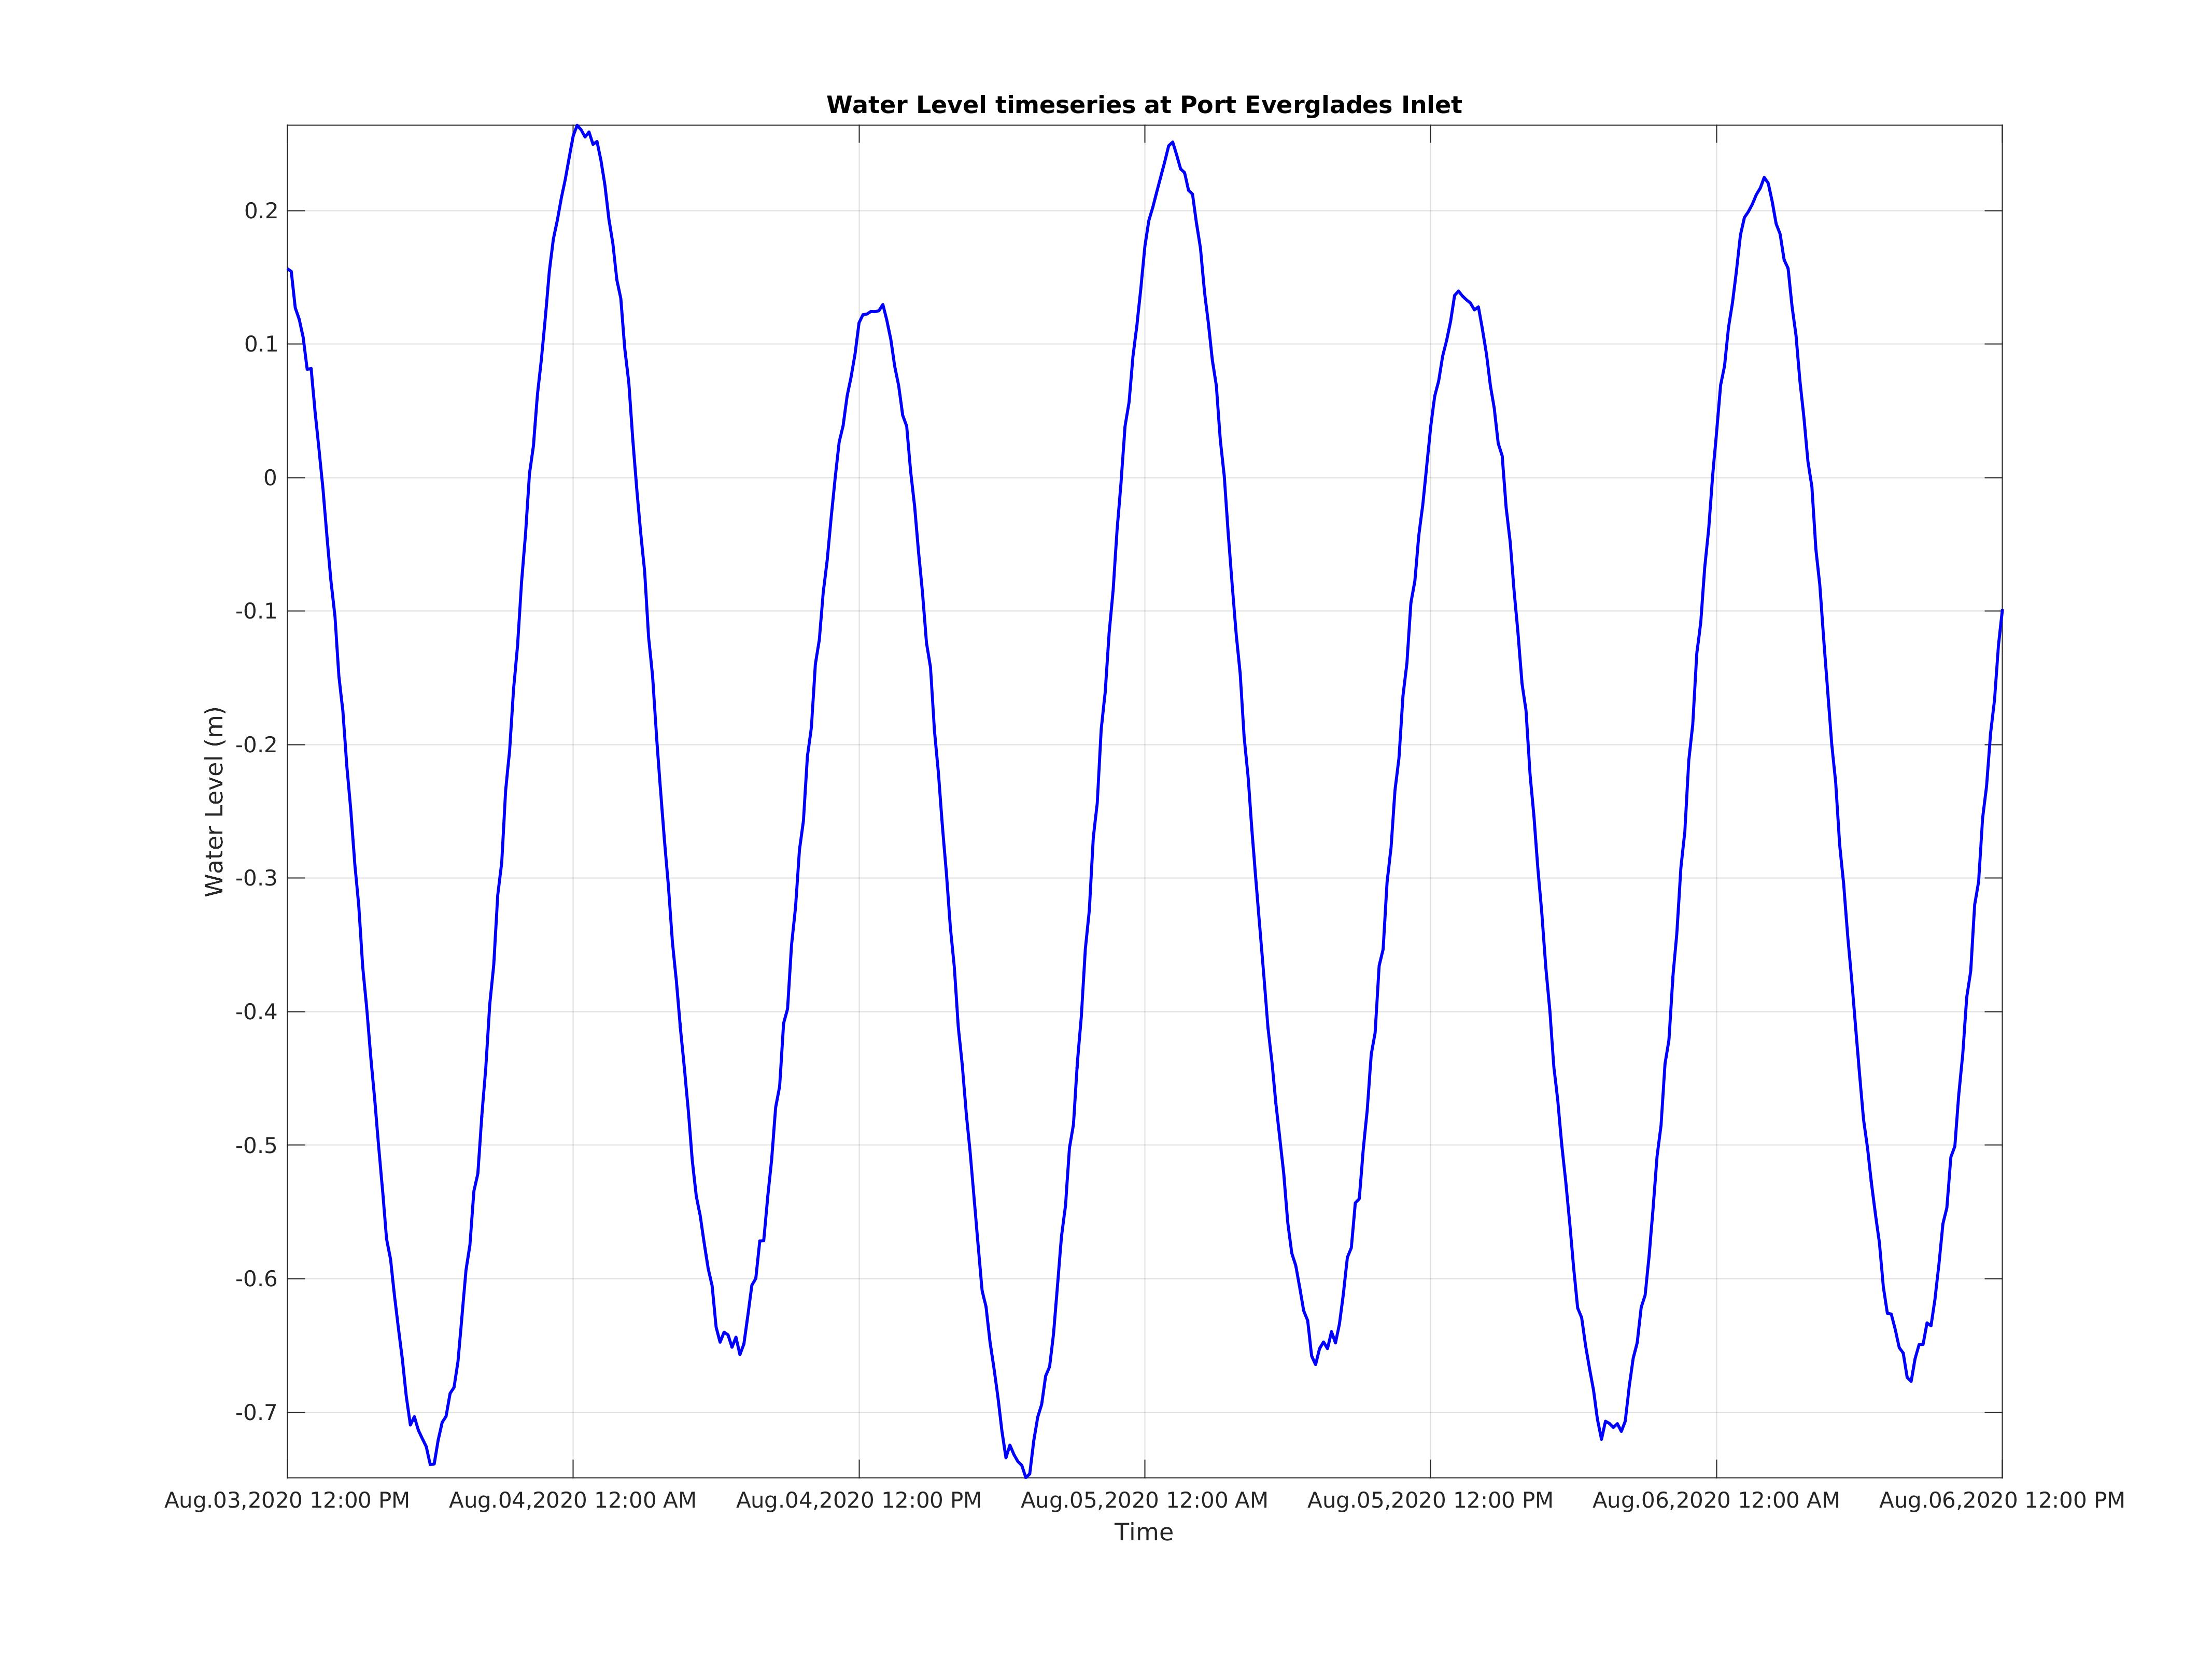 Water Level timeseries at Port Everglades Inlet
0.2
0.1
0
-0.1
-0.2
-0.3
-0.4
-0.5
-0.6
-0.7
Water Level (m)
Aug.03,2020 12:00 PM Aug.04,2020 12:00 AM Aug.04,2020 12:00 PM Aug.05,2020 12:00 AM Aug.05,2020 12:00 PM Aug.06,2020 12:00 AM Aug.06,2020 12:00 PM
Time